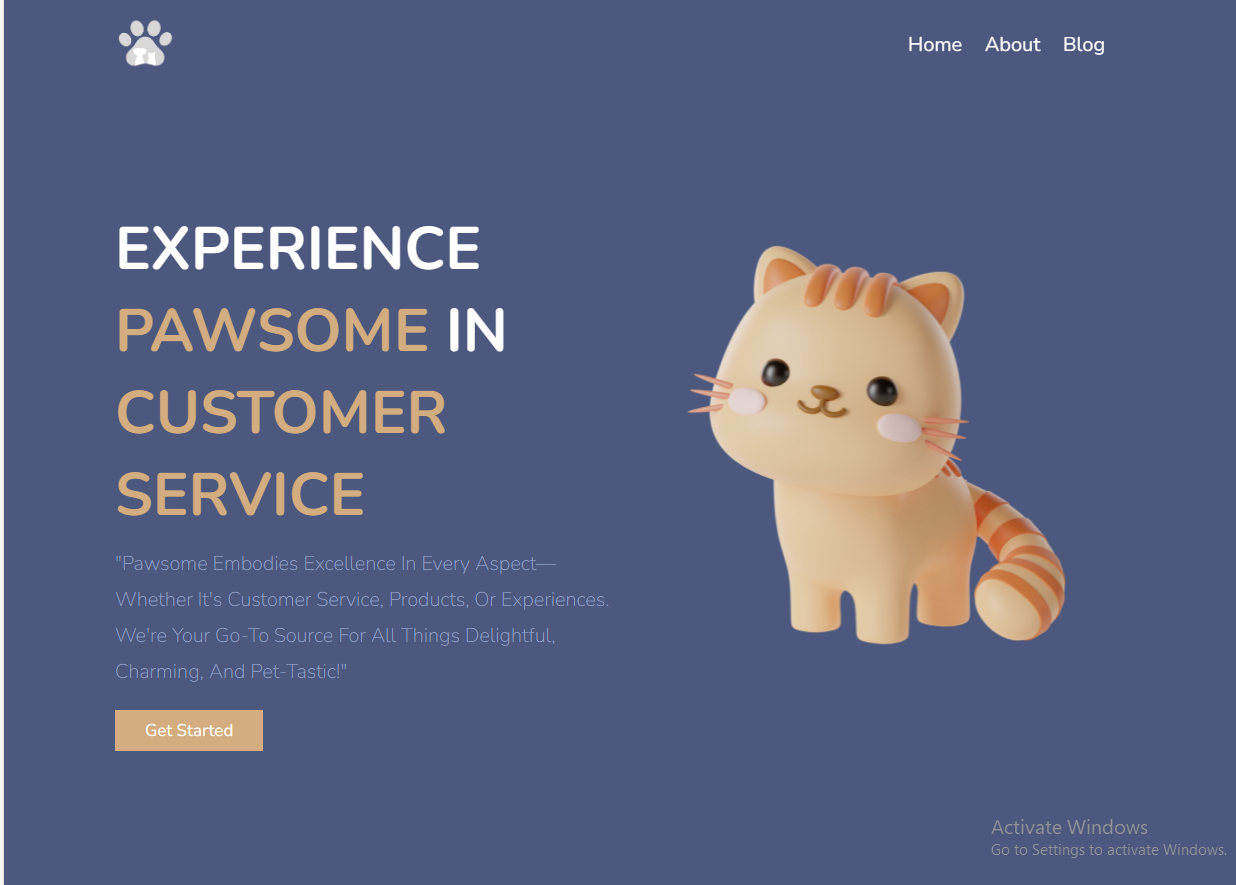 Home About Blog
EXPERIENCE
PAWSOME IN
CUSTOMER
SERVICE
"Pawsome Embodies Excellence In Every Aspect—
Whether It's Customer Service, Products, Or Experiences.
We're Your Go-To Source For All Things Delightful,
Charming, And Pet-Tastic!"
Get Started
Activate Windows
Go to Settings to activate Windows.